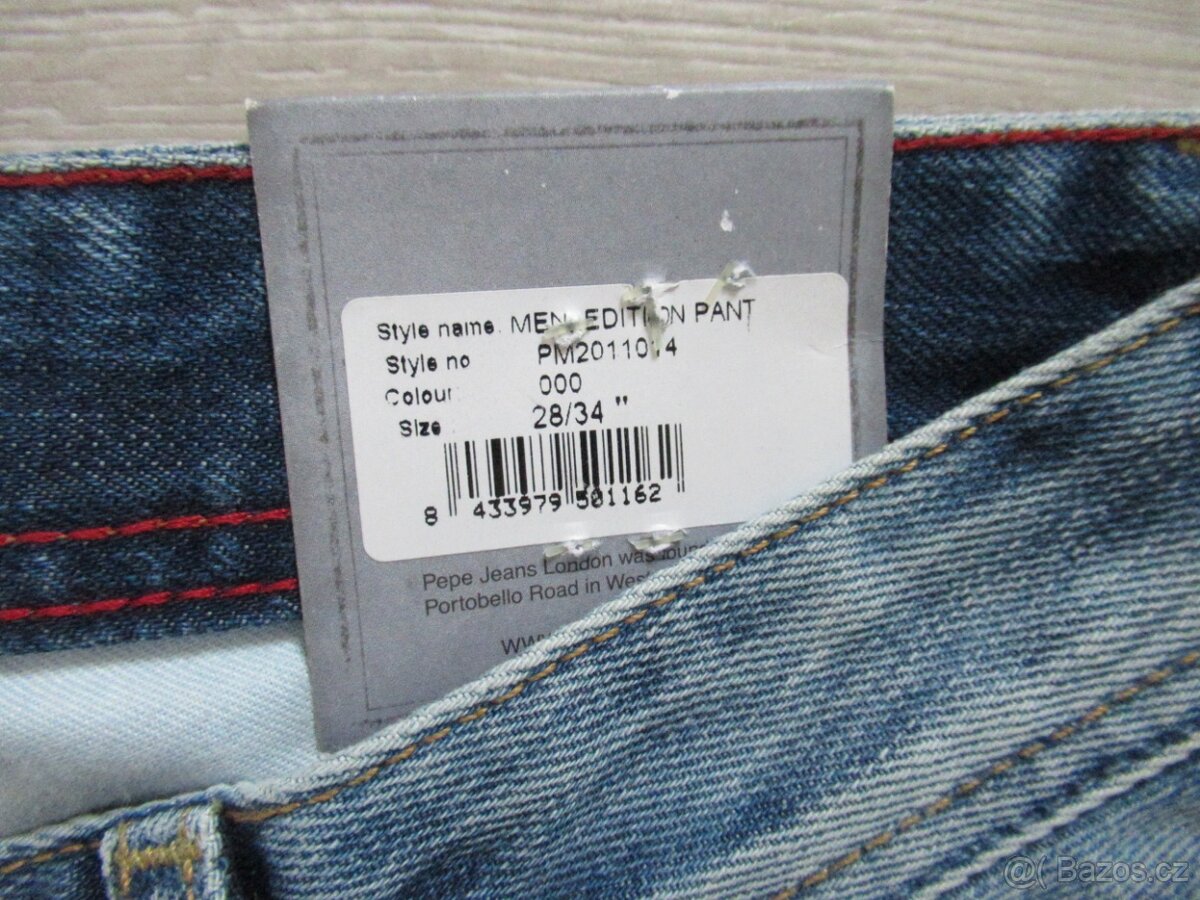 Style name. MEN EDITION PANT
Style no PM2011014
Colour 000
Size 28/34 "
8 433979 501162
Pepe Jeans London was
Portobello Road in
© Bazos.cz